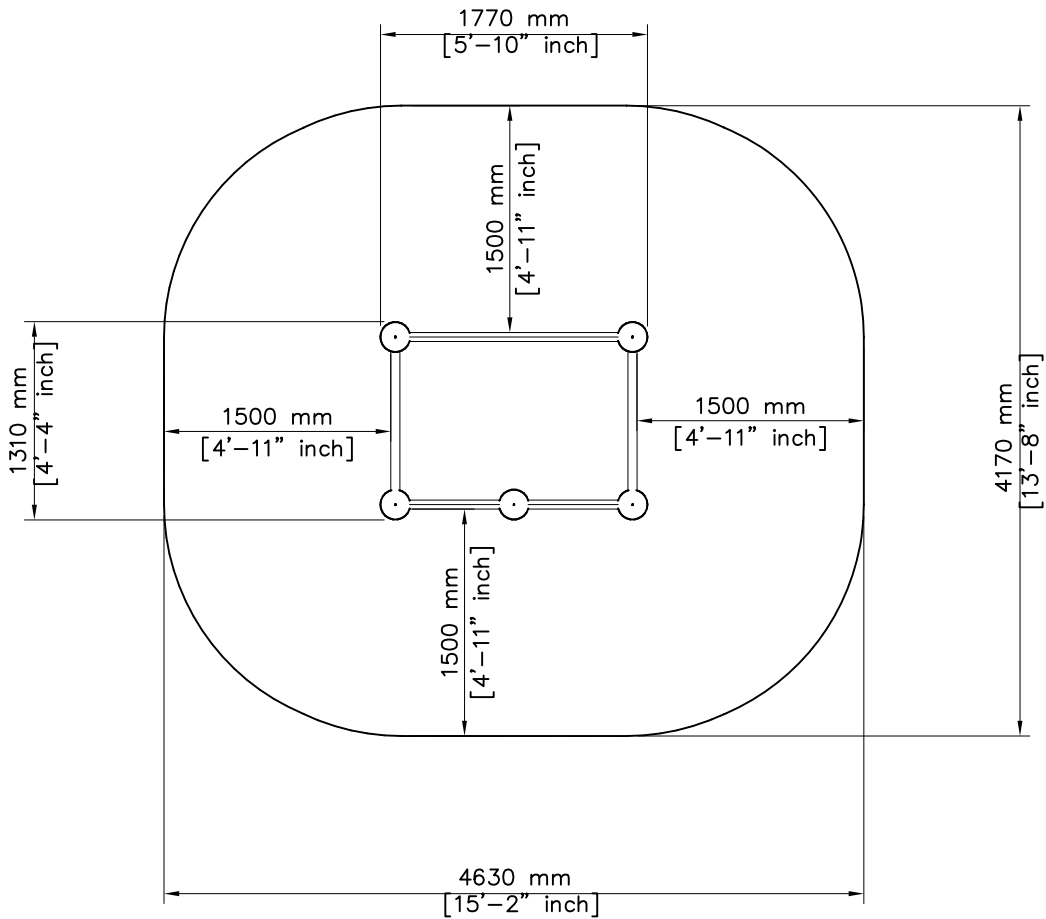 1770 mm
[5'-10" inch]
1500 mm
[4'-11" inch]
1310 mm
[4'-4" inch]
1500 mm
[4'-11" inch]
1500 mm
[4'-11" inch]
4170 mm
[13'-8" inch]
1500 mm
[4'-11" inch]
4630 mm
[15'-2" inch]